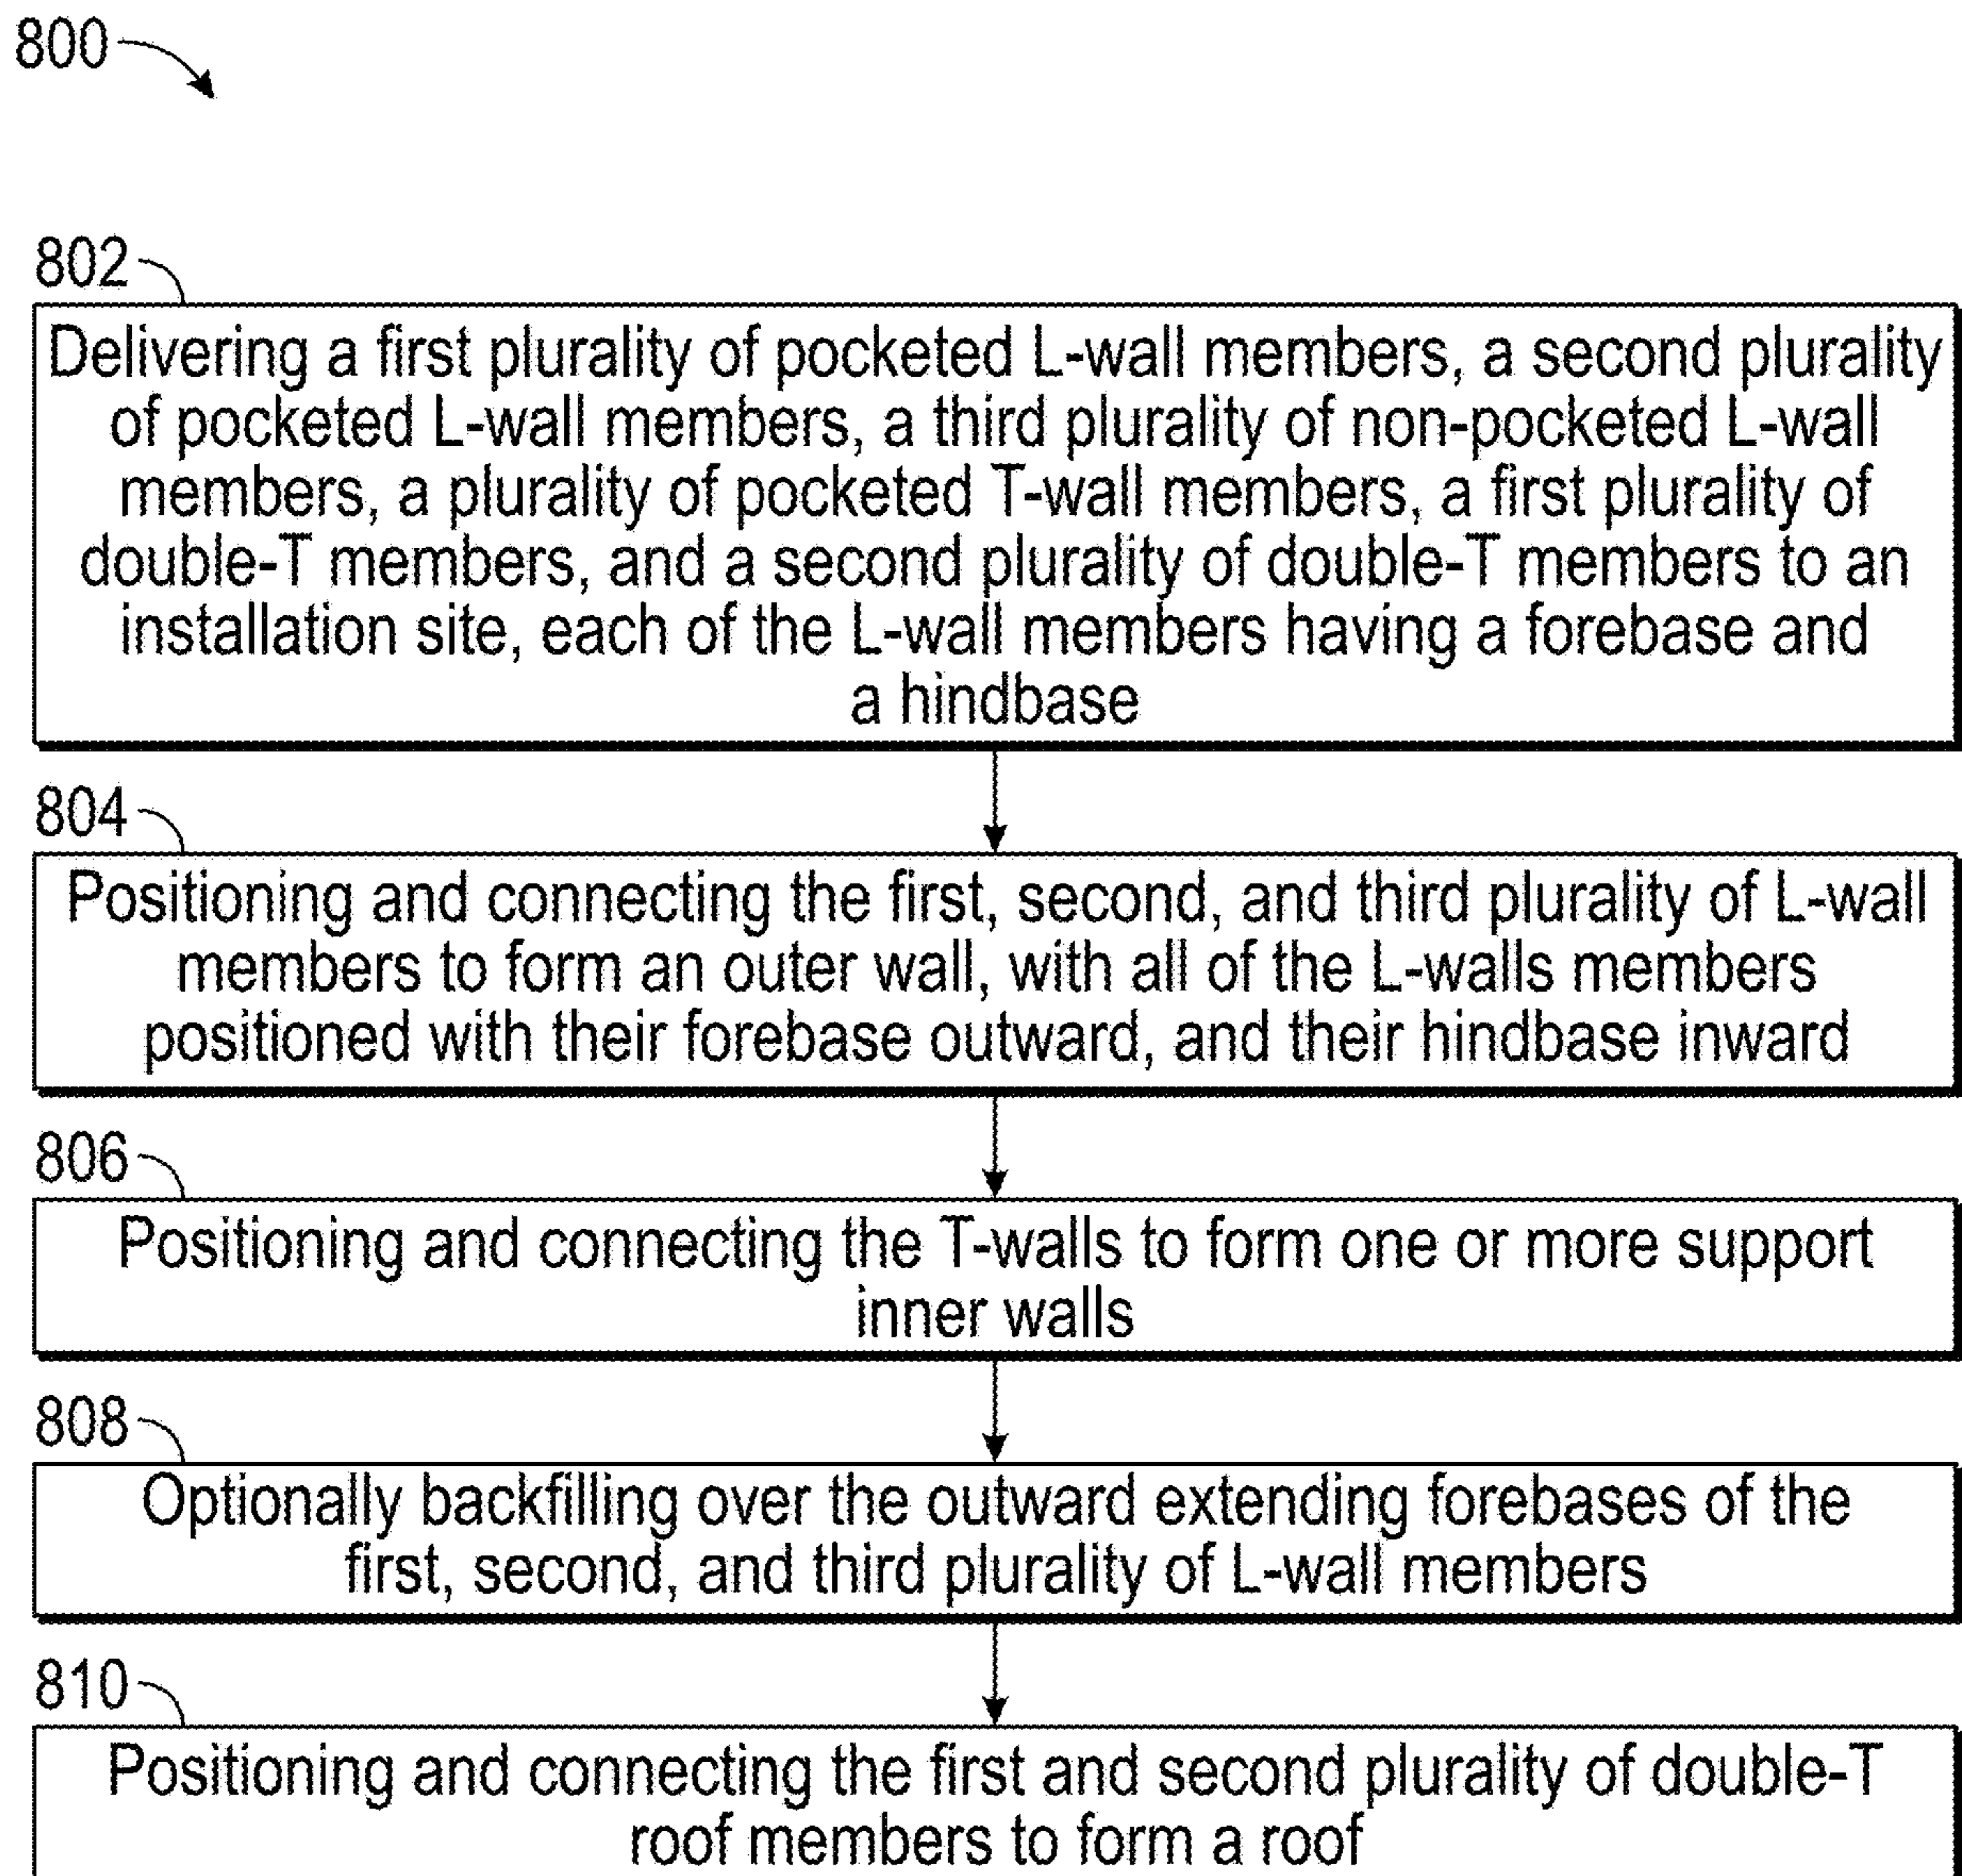 800
802
Delivering a first plurality of pocketed L-wall members, a second plurality
of pocketed L-wall members, a third plurality of non-pocketed L-wall
members, a plurality of pocketed T-wall members, a first plurality of
double-T members, and a second plurality of double-T members to an
installation site, each of the L-wall members having a forebase and
a hindbase
804
Positioning and connecting the first, second, and third plurality of L-wall
members to form an outer wall, with all of the L-walls members
positioned with their forebase outward, and their hindbase inward
806
Positioning and connecting the T-walls to form one or more support
inner walls
808
Optionally backfilling over the outward extending forebases of the
first, second, and third plurality of L-wall members
810
Positioning and connecting the first and second plurality of double-T
roof members to form a roof